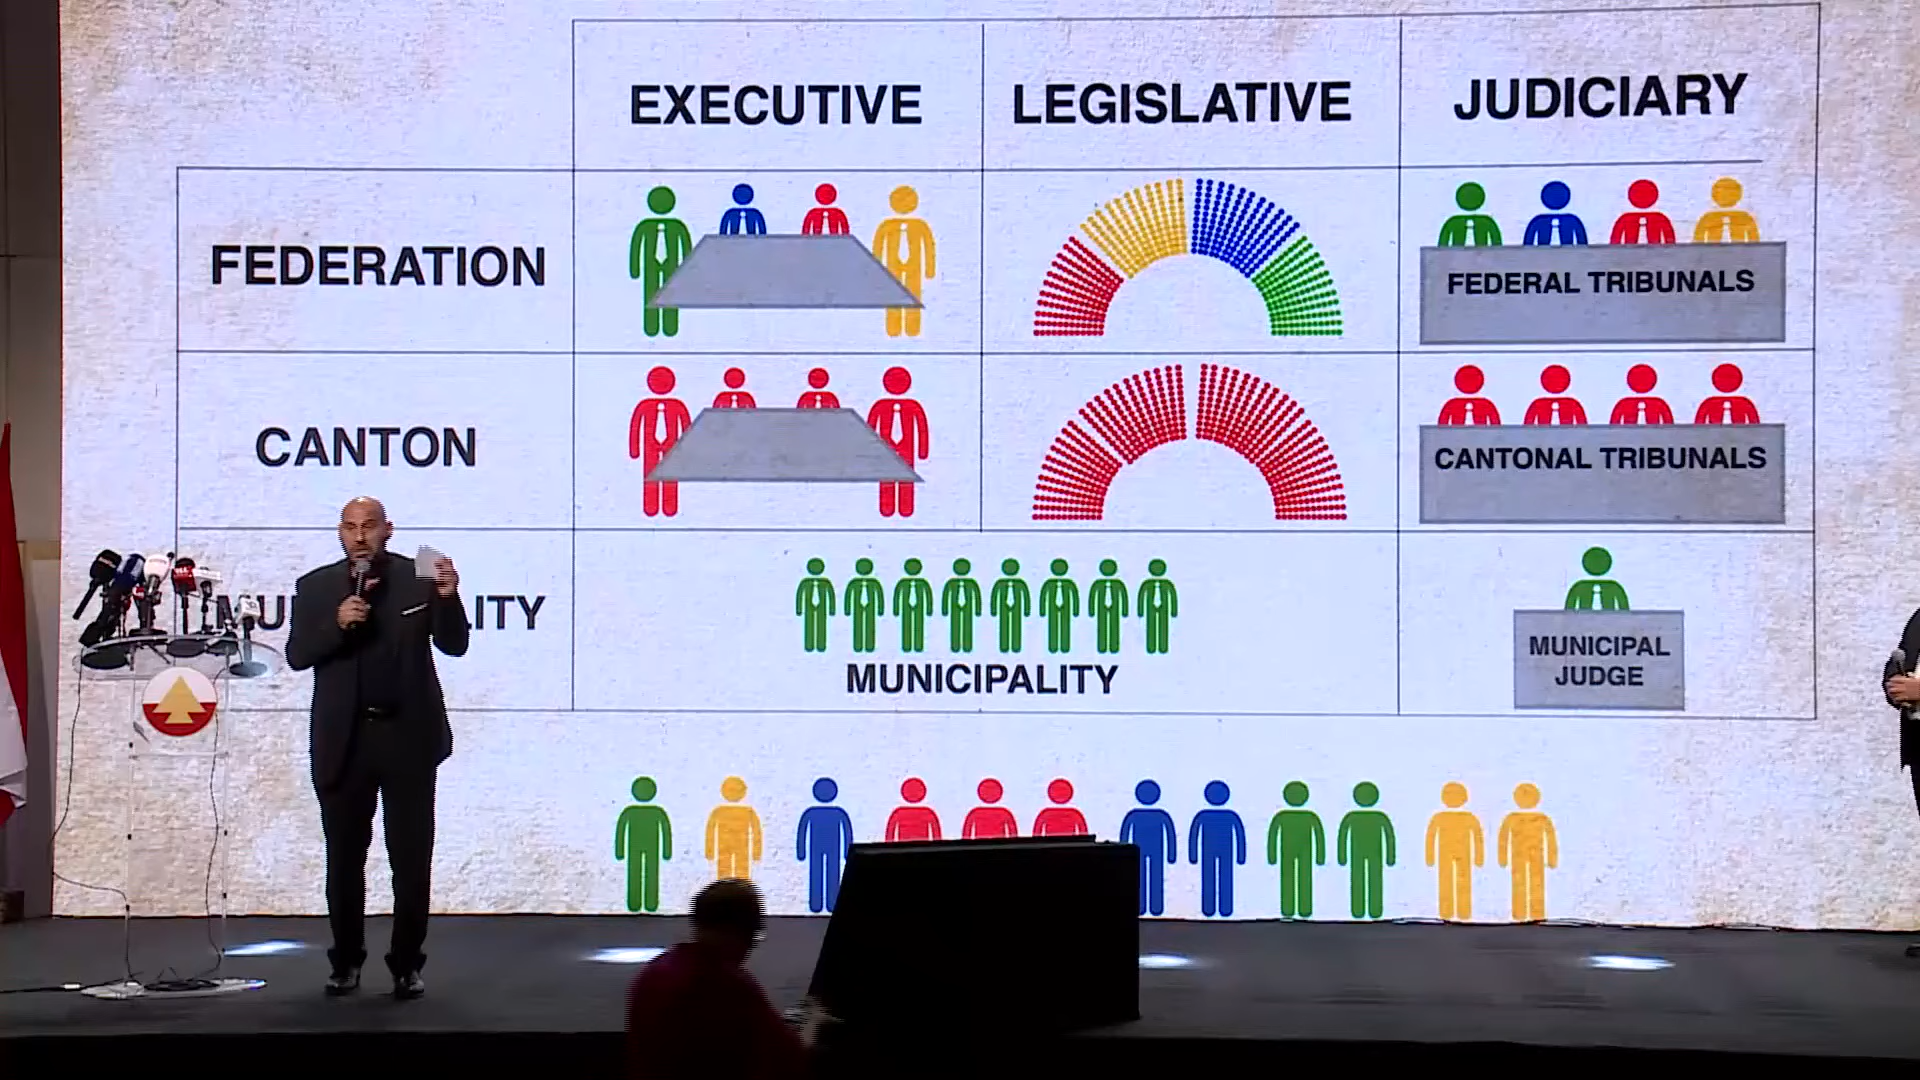 EXECUTIVE
LEGISLATIVE
JUDICIARY
FEDERATION
FEDERAL TRIBUNALS
CANTON
CANTONAL TRIBUNALS
MUNICIPALITY
MUNICIPAL
JUDGE